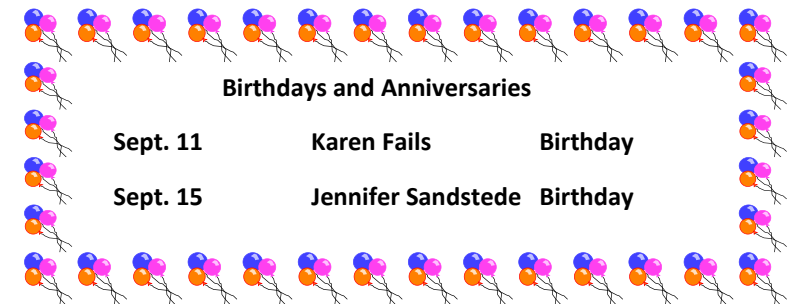 Birthdays and Anniversaries
Sept. 11 Karen Fails Birthday
Sept. 15 Jennifer Sandstede Birthday